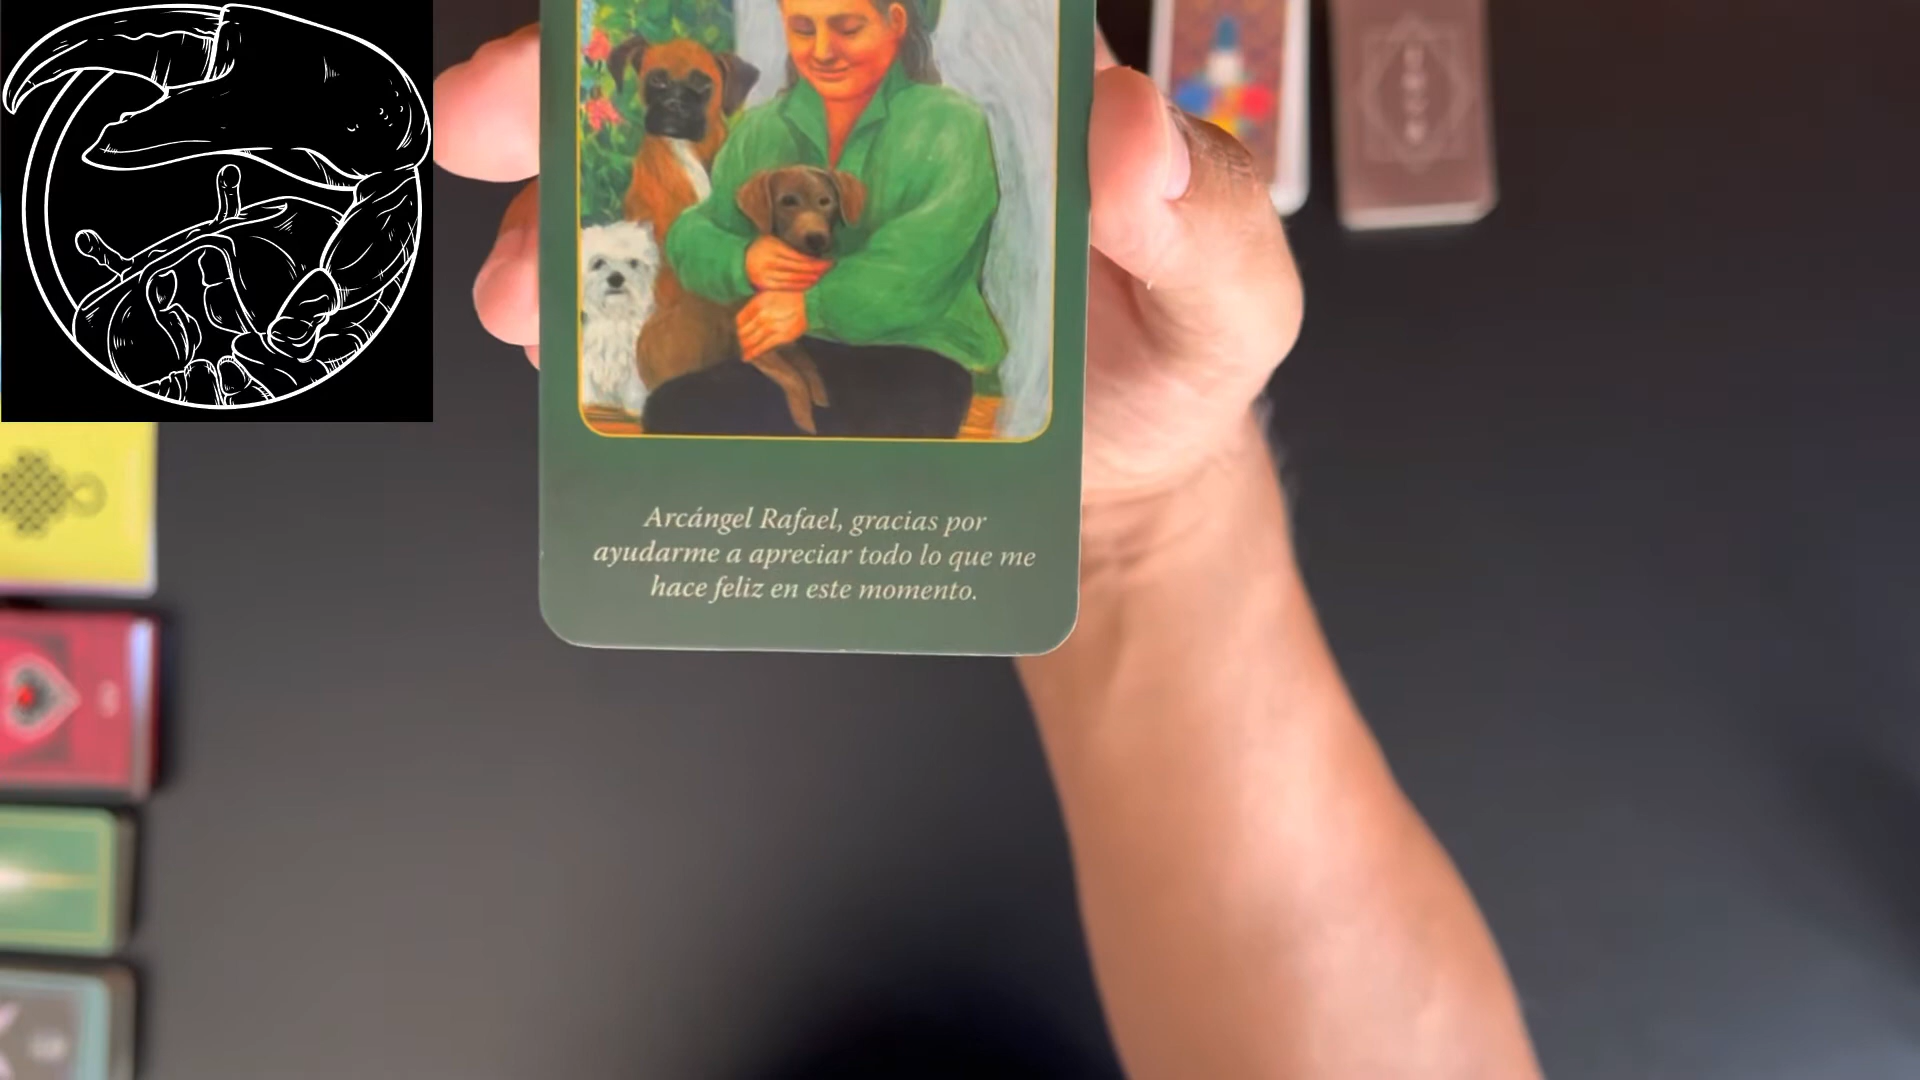 Arcángel Rafael, gracias por
ayudarme a apreciar todo lo que me
hace feliz en este momento.